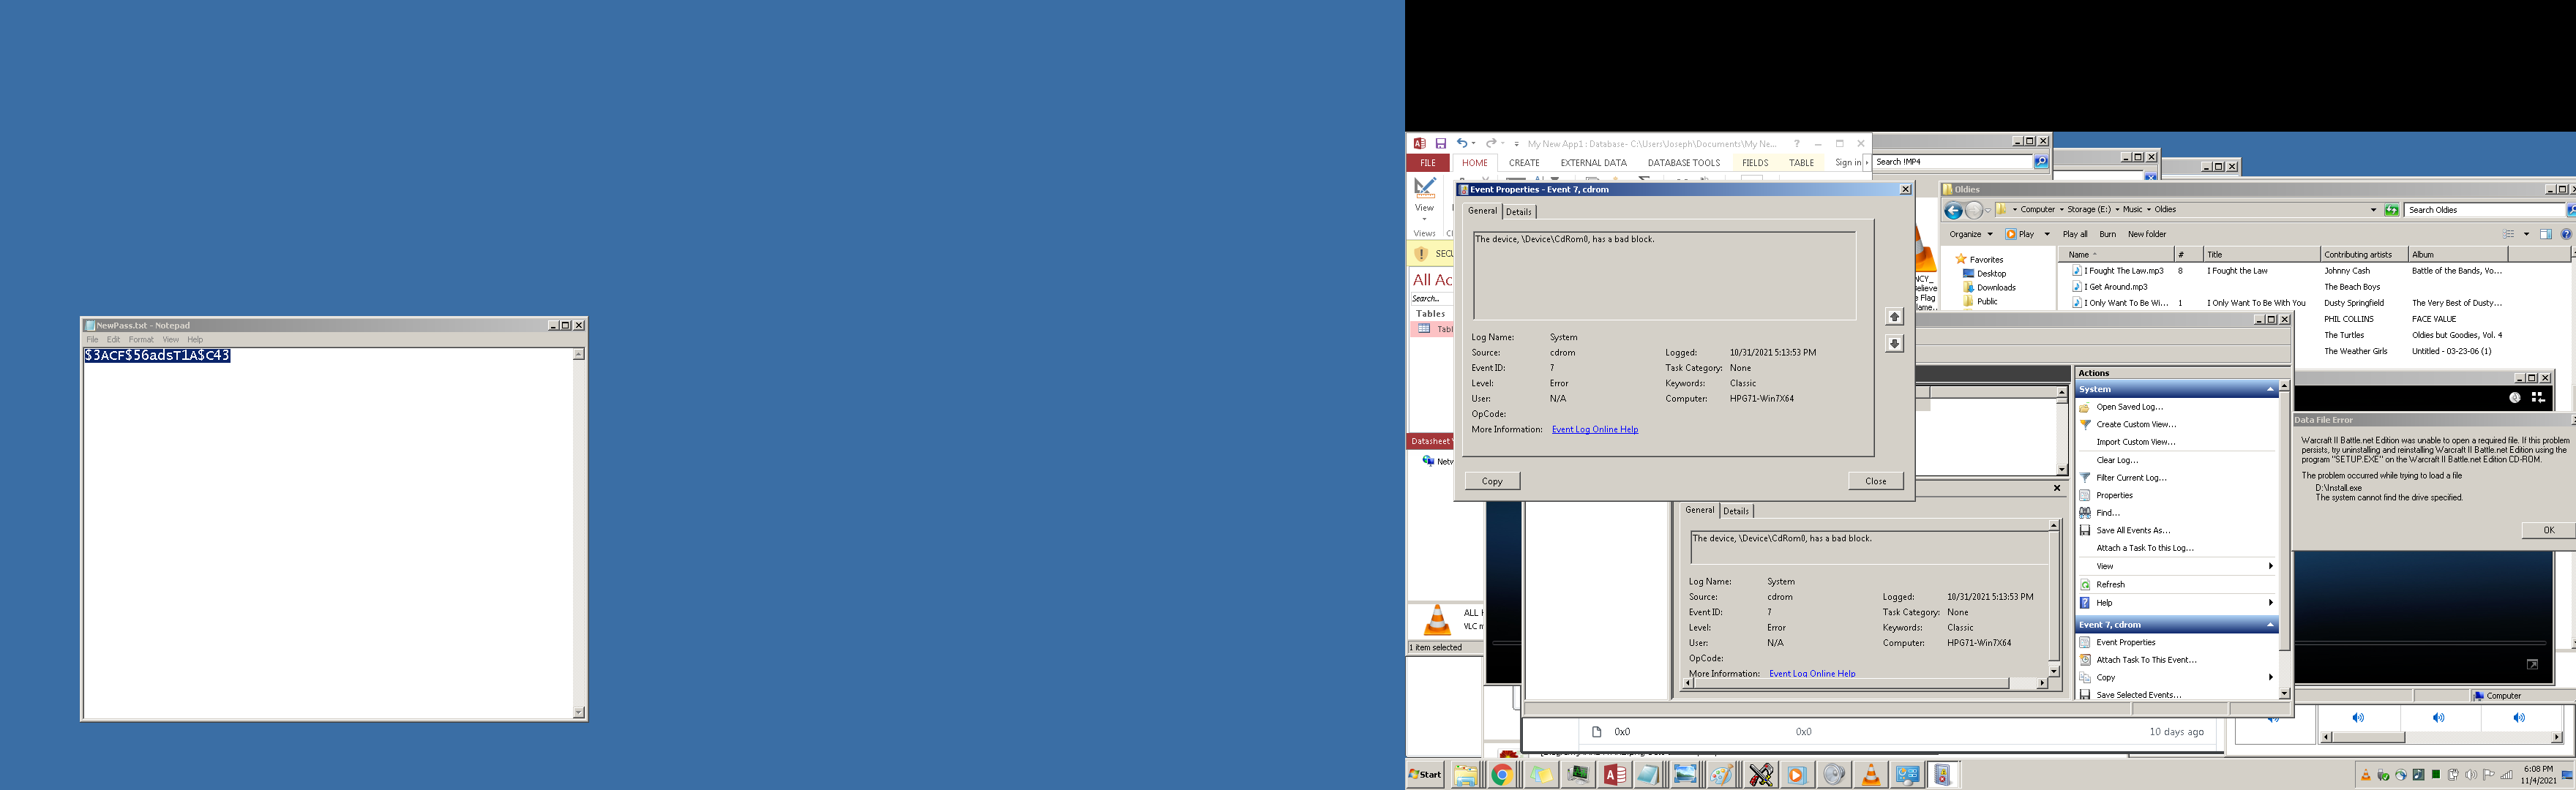 NewPass.txt - Notepad
File Edit Format View Help
$3ACF$56adsT1A$C43
My New App1 : Database- C:\Users\Joseph\Documents\My Ne...
FILE HOME CREATE EXTERNAL DATA DATABASE TOOLS FIELDS TABLE Sign in
Search !MP4
View
Views
SECU
All Ac
Search...
Tables
Tabl
Datasheet
Netw
ALL
VLC m
1 item selected
Event Properties - Event 7, cdrom
General Details
The device, \Device\CdRom0, has a bad block.
Log Name: System
Source: cdrom Logged: 10/31/2021 5:13:53 PM
Event ID: 7 Task Category: None
Level: Error Keywords: Classic
User: N/A Computer: HPG71-Win7X64
OpCode:
More Information: Event Log Online Help
Copy Close
NCY_
elieve
e Flag
lame..
Oldies
Computer Storage (E:) Music Oldies
Search Oldies
Organize Play Play all Burn New folder
Favorites
Desktop
Downloads
Public
Name # Title Contributing artists Album
I Fought The Law.mp3 8 I Fought the Law Johnny Cash Battle of the Bands, Vo...
I Get Around.mp3 The Beach Boys
I Only Want To Be Wi... 1 I Only Want To Be With You Dusty Springfield The Very Best of Dusty...
PHIL COLLINS FACE VALUE
The Turtles Oldies but Goodies, Vol. 4
The Weather Girls Untitled - 03-23-06 (1)
General Details
The device, \Device\CdRom0, has a bad block.
Log Name: System
Source: cdrom Logged: 10/31/2021 5:13:53 PM
Event ID: 7 Task Category: None
Level: Error Keywords: Classic
User: N/A Computer: HPG71-Win7X64
OpCode:
More Information: Event Log Online Help
Actions
System
Open Saved Log...
Create Custom View...
Import Custom View...
Clear Log...
Filter Current Log...
Properties
Find...
Save All Events As...
Attach a Task To this Log...
View
Refresh
Help
Event 7, cdrom
Event Properties
Attach Task To This Event...
Copy
Save Selected Events...
Data File Error
Warcraft II Battle.net Edition was unable to open a required file. If this problem
persists, try uninstalling and reinstalling Warcraft II Battle.net Edition using the
program "SETUP.EXE" on the Warcraft II Battle.net Edition CD-ROM.
The problem occurred while trying to load a file
D:\Install.exe
The system cannot find the drive specified.
OK
Computer
0x0 0x0 10 days ago
Start
6:08 PM
11/4/2021